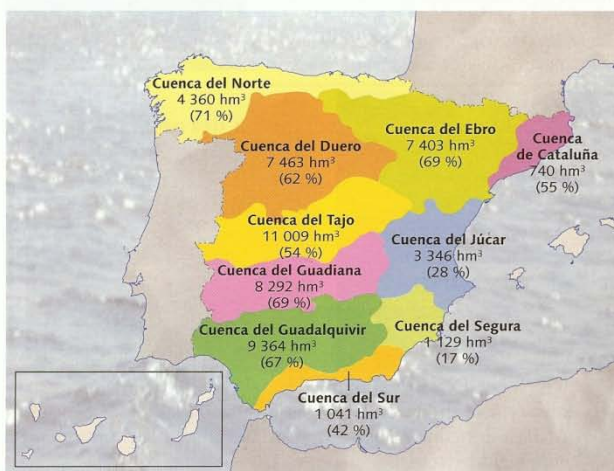 Cuenca del Norte
4 360 hm³
(71 %)
Cuenca del Duero
7 463 hm³
(62 %)
Cuenca del Ebro
7 403 hm³
(69 %)
Cuenca
de Cataluña
740 hm³
(55 %)
Cuenca del Tajo
11 009 hm³
(54 %)
Cuenca del Júcar
3 346 hm³
(28 %)
Cuenca del Guadiana
8 292 hm³
(69 %)
Cuenca del Guadalquivir
9 364 hm³
(67 %)
Cuenca del Segura
1 129 hm³
(17 %)
Cuenca del Sur
1 041 hm³
(42 %)